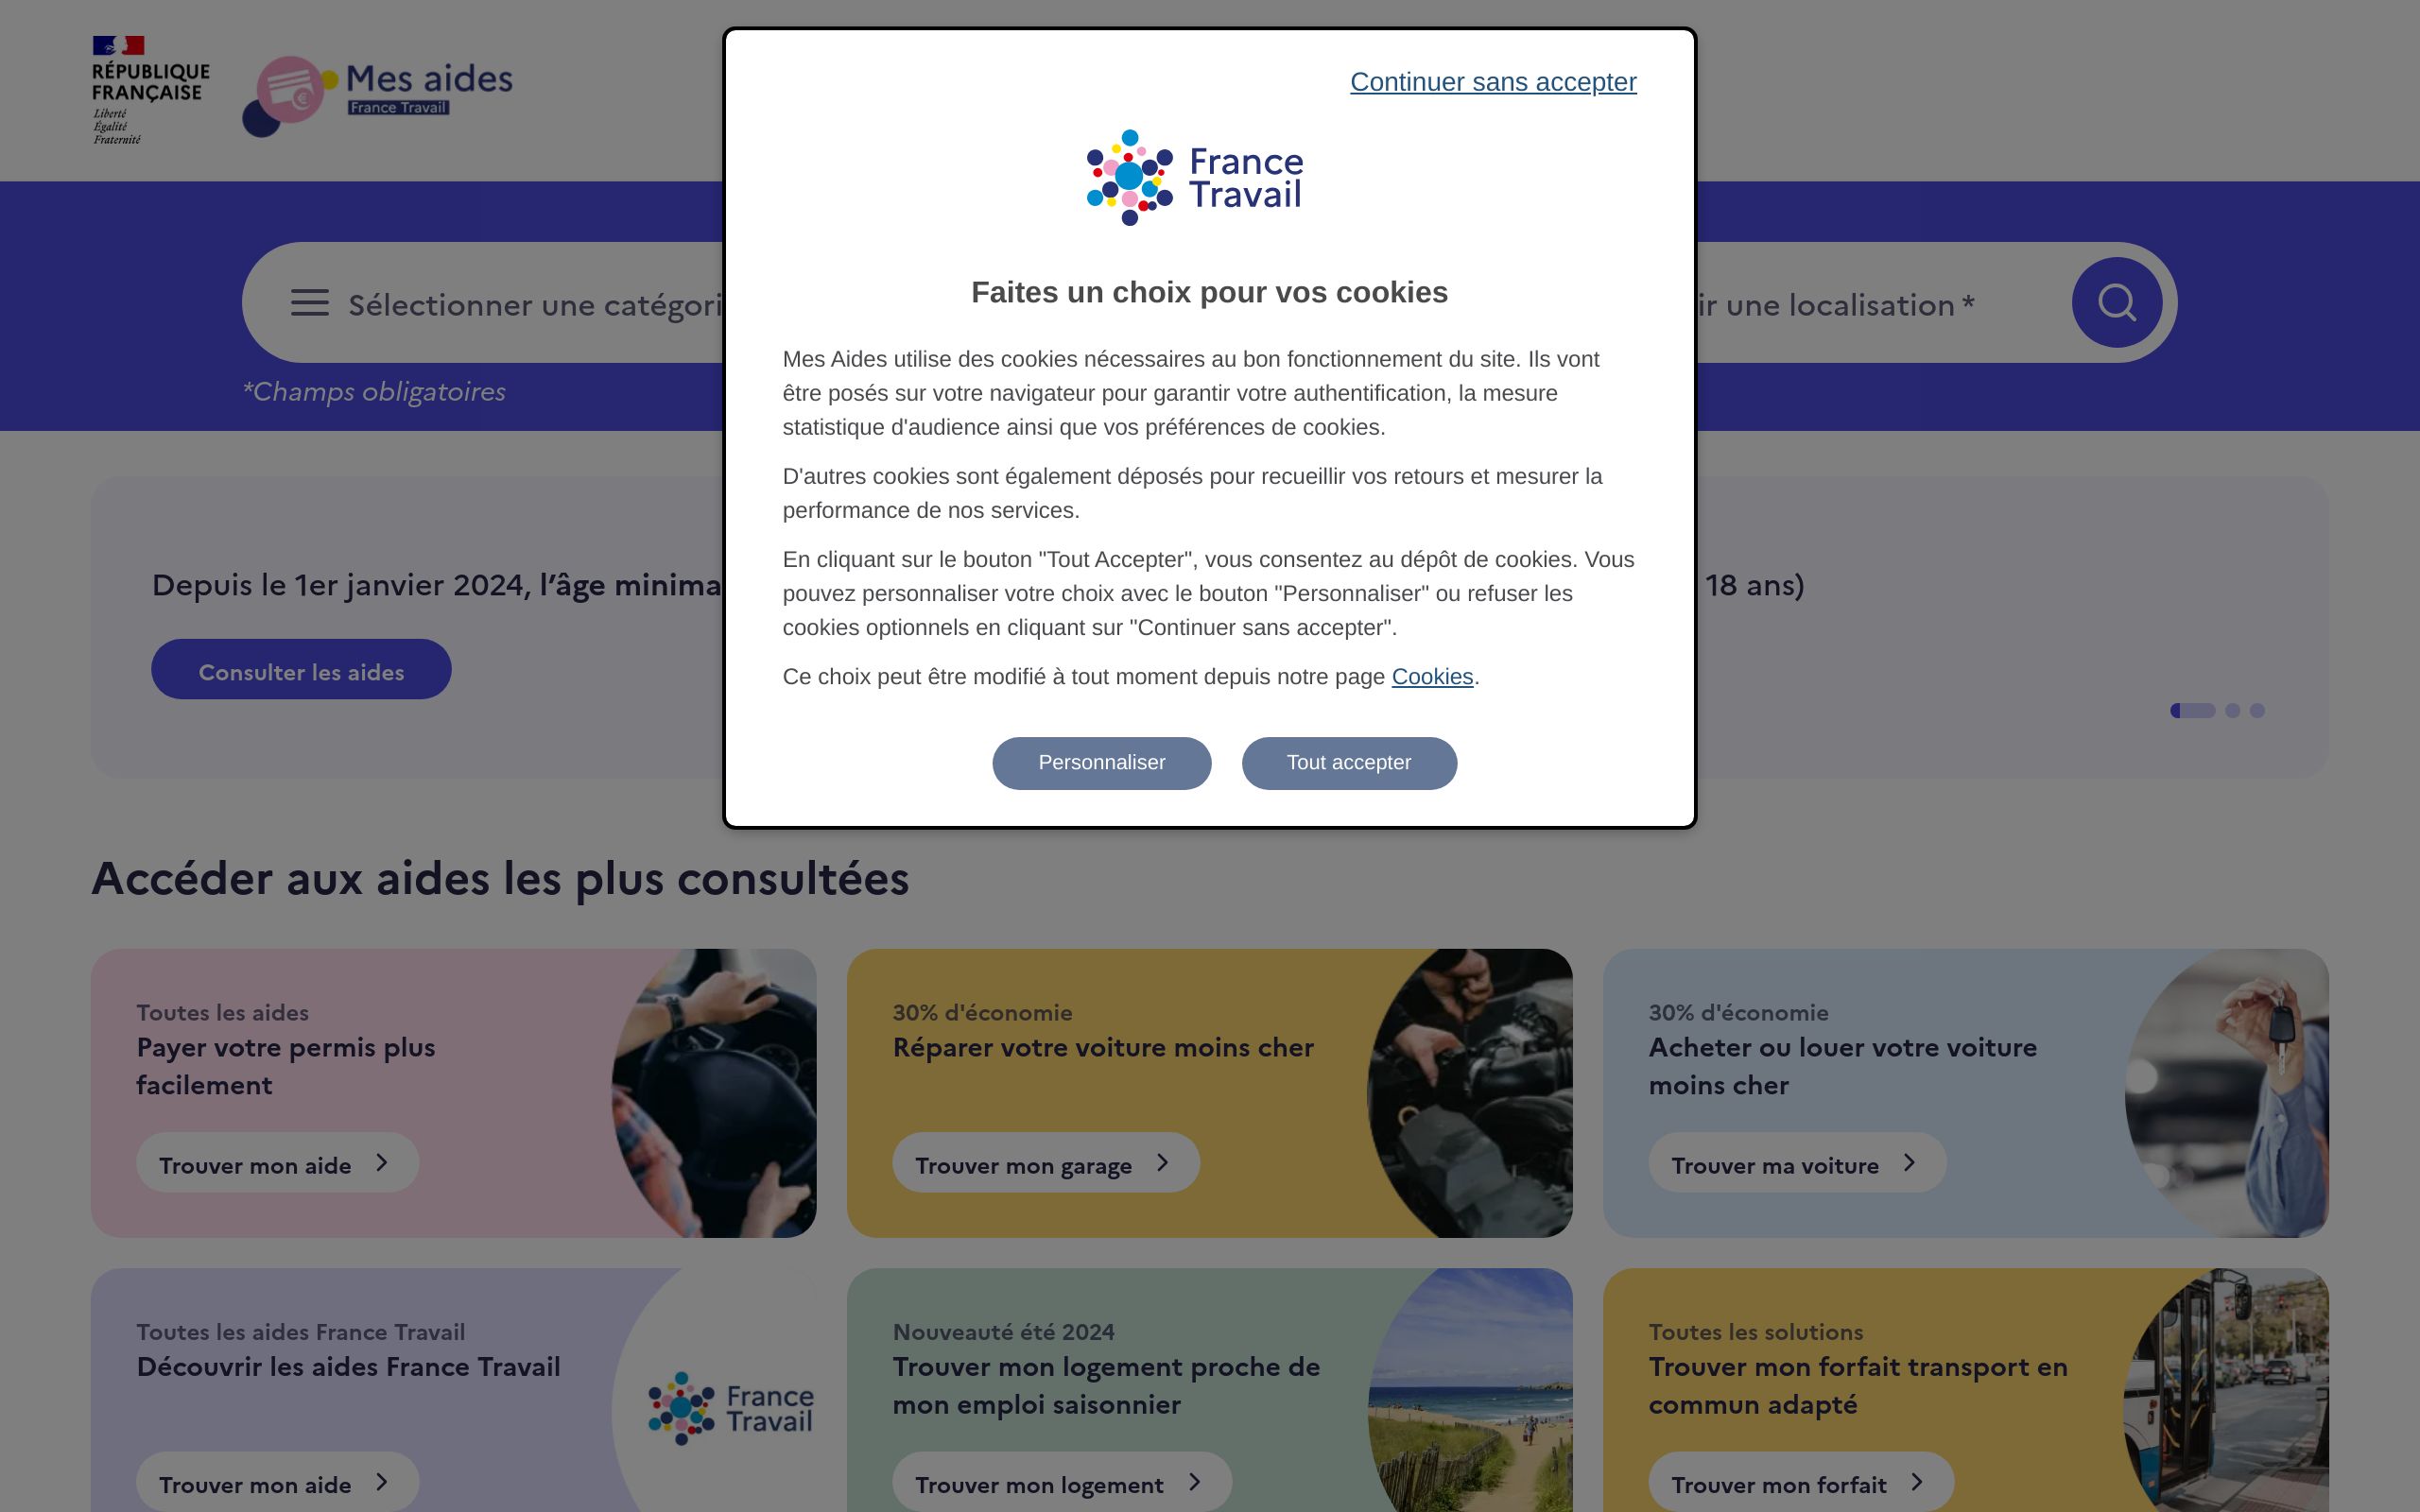 RÉPUBLIQUE
FRANÇAISE
Liberté
Égalité
Fraternité
Mes aides
France Travail
Continuer sans accepter
France
Travail
Faites un choix pour vos cookies
Mes Aides utilise des cookies nécessaires au bon fonctionnement du site. Ils vont
être posés sur votre navigateur pour garantir votre authentification, la mesure
statistique d'audience ainsi que vos préférences de cookies.
D'autres cookies sont également déposés pour recueillir vos retours et mesurer la
performance de nos services.
En cliquant sur le bouton "Tout Accepter", vous consentez au dépôt de cookies. Vous
pouvez personnaliser votre choix avec le bouton "Personnaliser" ou refuser les
cookies optionnels en cliquant sur "Continuer sans accepter".
Ce choix peut être modifié à tout moment depuis notre page Cookies.
Personnaliser
Tout accepter
Sélectionner une
une localisation *
*Champs obligatoires
Depuis le 1er janvier 2024, l'âge
18 ans)
Consulter les aides
Accéder aux aides les plus consultées
Toutes les aides
Payer votre permis plus
facilement
Trouver mon aide
30% d'économie
Réparer votre voiture moins cher
Trouver mon garage
30% d'économie
Acheter ou louer votre voiture
moins cher
Trouver ma voiture
Toutes les aides France Travail
Découvrir les aides France Travail
Trouver mon aide
France
Travail
Nouveauté été 2024
Trouver mon logement proche de
mon emploi saisonnier
Trouver mon logement
Toutes les solutions
Trouver mon forfait transport en
commun adapté
Trouver mon forfait